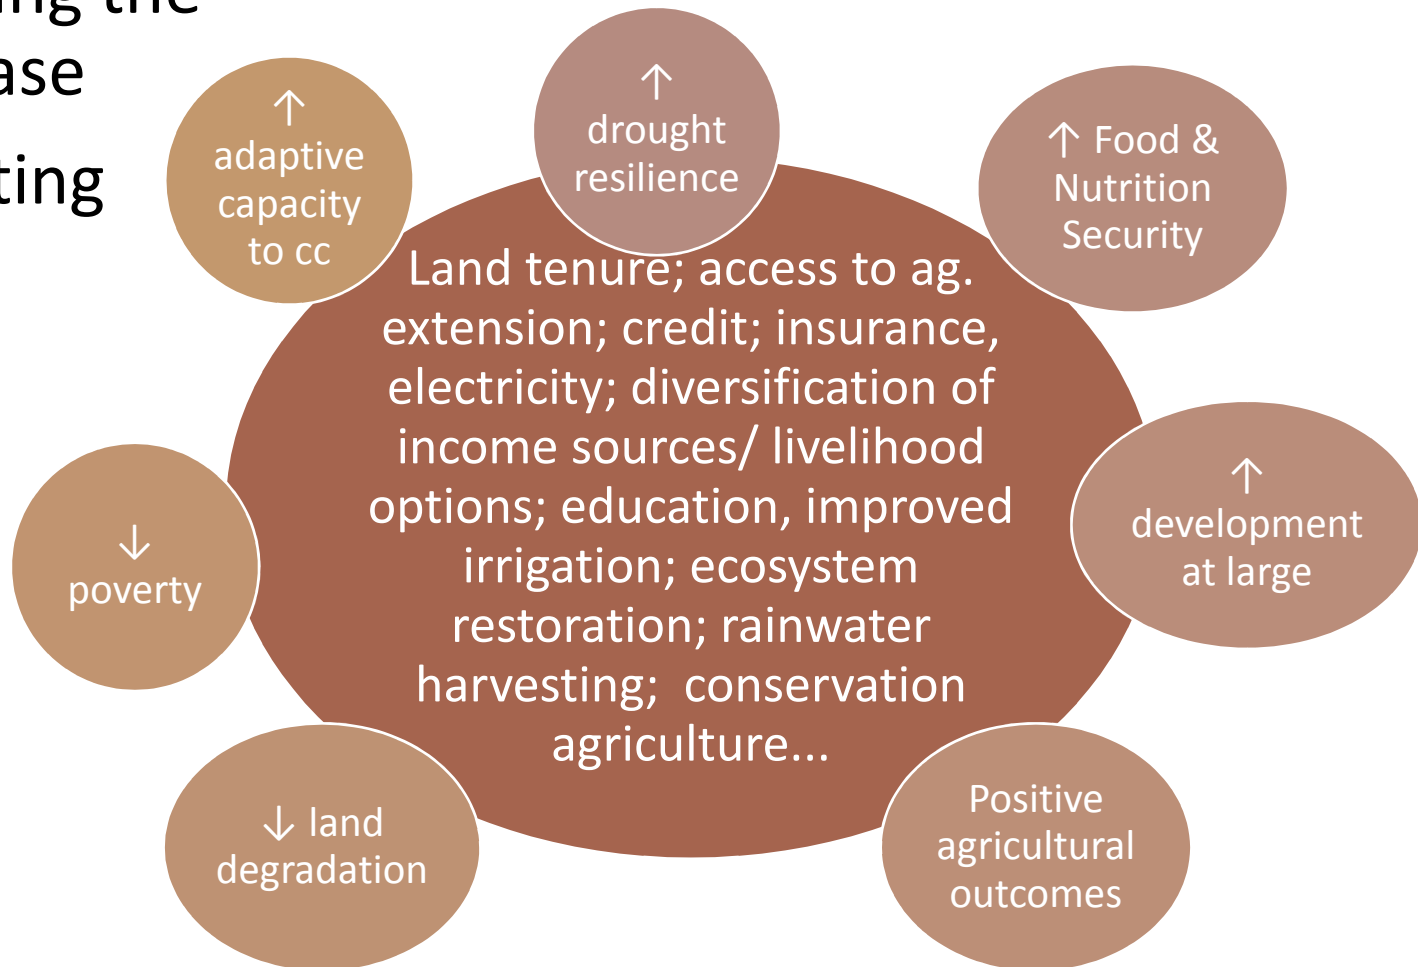 ng the
ase
ting
↑
adaptive
capacity
to cc
↑
drought
resilience
↑ Food &
Nutrition
Security
Land tenure; access to ag.
extension; credit; insurance,
electricity; diversification of
income sources/ livelihood
options; education, improved
irrigation; ecosystem
restoration; rainwater
harvesting;  conservation
agriculture...
↑
development
at large
↓
poverty
↓ land
degradation
Positive
agricultural
outcomes